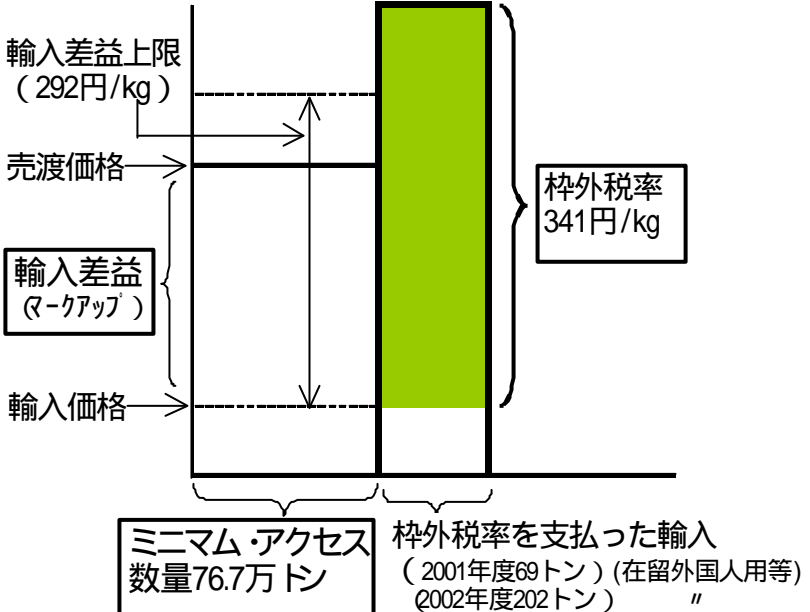 輸入差益上限
（292円/kg）
売渡価格
輸入差益
(マークアップ)
輸入価格
枠外税率
341円/kg
ミニマム・アクセス
数量76.7万トン
枠外税率を支払った輸入
（2001年度69トン）(在留外国人用等)
(2002年度202トン） 〃